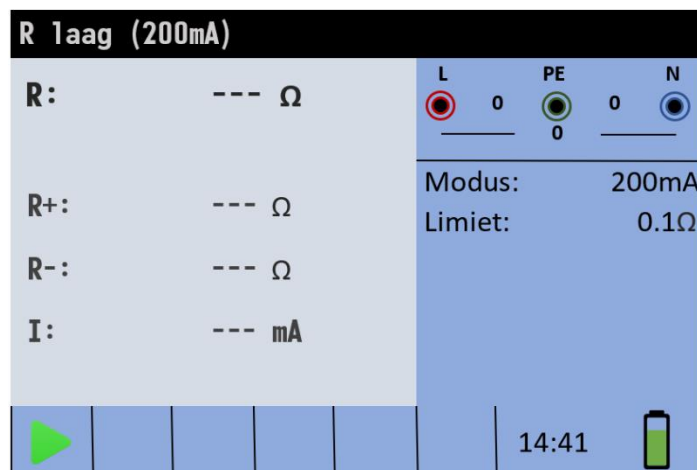 R laag (200mA)
R: --- Ω
R+: --- Ω
R-: --- Ω
I: --- mA
L PE N
0 0
0
Modus: 200mA
Limiet: 0.1Ω
14:41